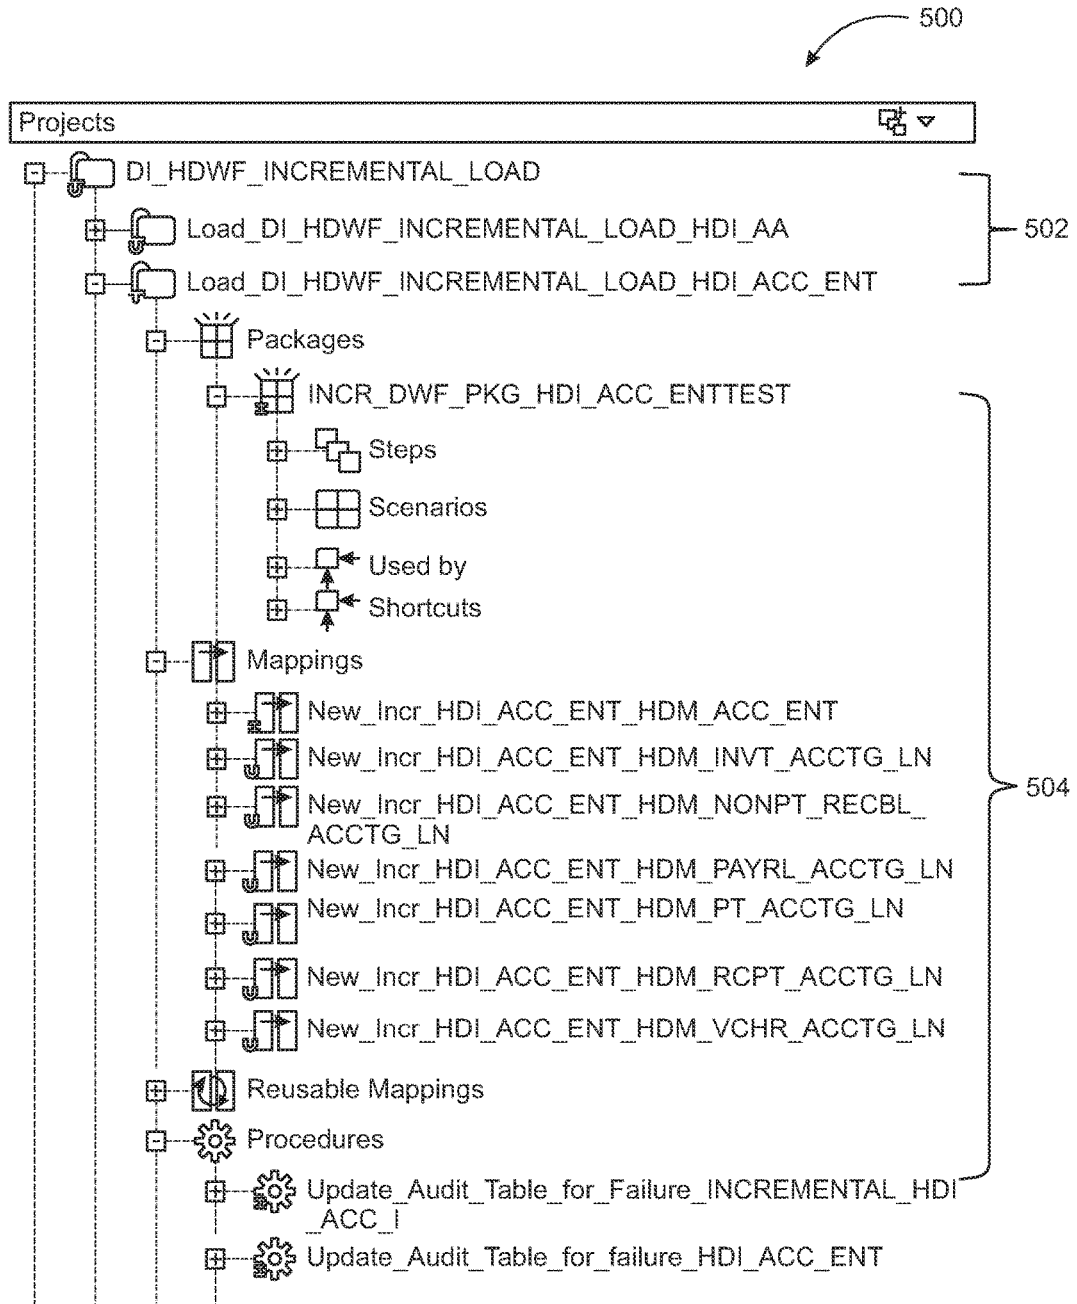 500
Projects
DI_HDWF_INCREMENTAL_LOAD
Load_DI_HDWF_INCREMENTAL_LOAD_HDI_AA
502
Load_DI_HDWF_INCREMENTAL_LOAD_HDI_ACC_ENT
Packages
INCR_DWF_PKG_HDI_ACC_ENTTEST
Steps
Scenarios
Used by
Shortcuts
Mappings
New_Incr_HDI_ACC_ENT_HDM_ACC_ENT
New_Incr_HDI_ACC_ENT_HDM_INVT_ACCTG_LN
504
New_Incr_HDI_ACC_ENT_HDM_NONPT_RECBL_
ACCTG_LN
New_Incr_HDI_ACC_ENT_HDM_PAYRL_ACCTG_LN
New_Incr_HDI_ACC_ENT_HDM_PT_ACCTG_LN
New_Incr_HDI_ACC_ENT_HDM_RCPT_ACCTG_LN
New_Incr_HDI_ACC_ENT_HDM_VCHR_ACCTG_LN
Reusable Mappings
Procedures
Update_Audit_Table_for_Failure_INCREMENTAL_HDI
_ACC_I
Update_Audit_Table_for_failure_HDI_ACC_ENT